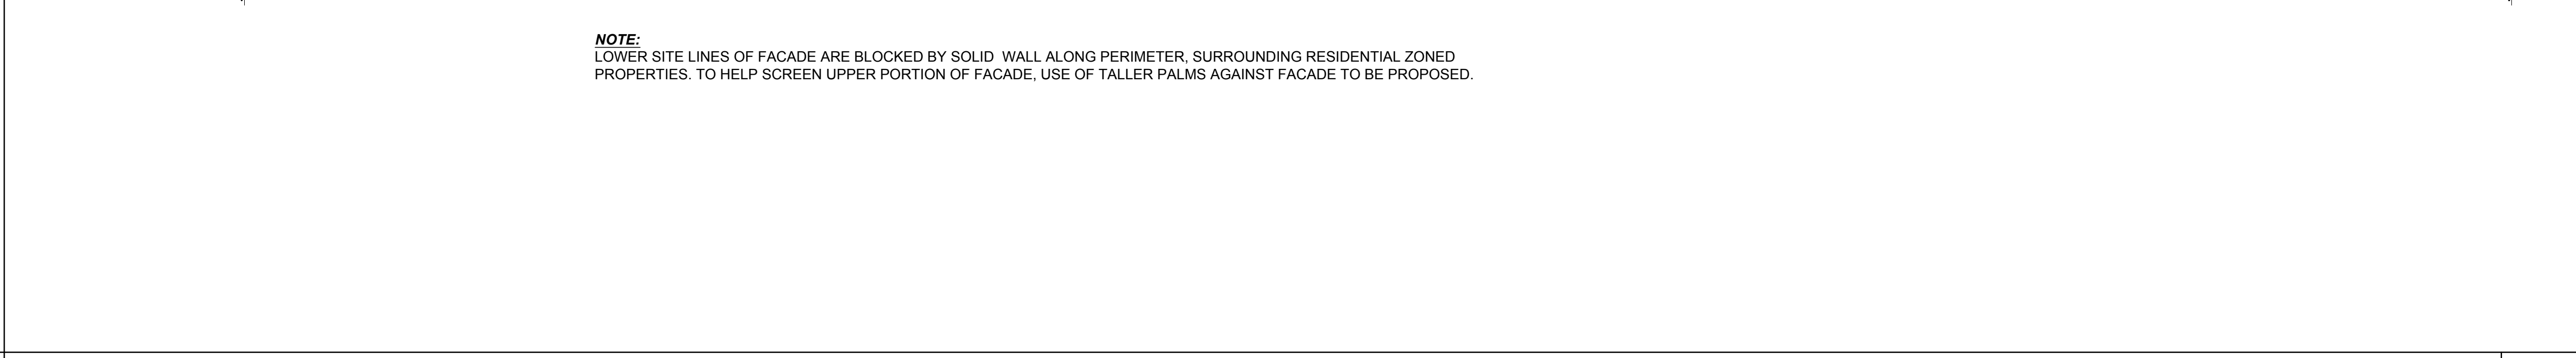 NOTE:
LOWER SITE LINES OF FACADE ARE BLOCKED BY SOLID  WALL ALONG PERIMETER, SURROUNDING RESIDENTIAL ZONED
PROPERTIES. TO HELP SCREEN UPPER PORTION OF FACADE, USE OF TALLER PALMS AGAINST FACADE TO BE PROPOSED.